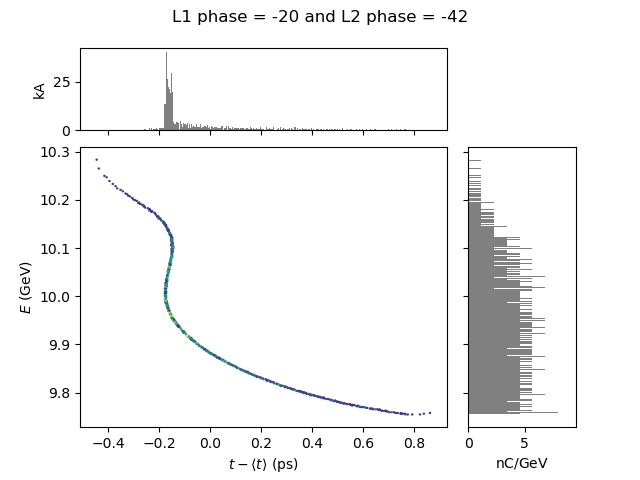 L1 phase = -20 and L2 phase = -42
kA
25
0
10.3
10.2
10.1
10.0
9.9
9.8
E (GeV)
−0.4 −0.2 0.0 0.2 0.4 0.6 0.8
t − ⟨t⟩ (ps)
0 5
nC/GeV